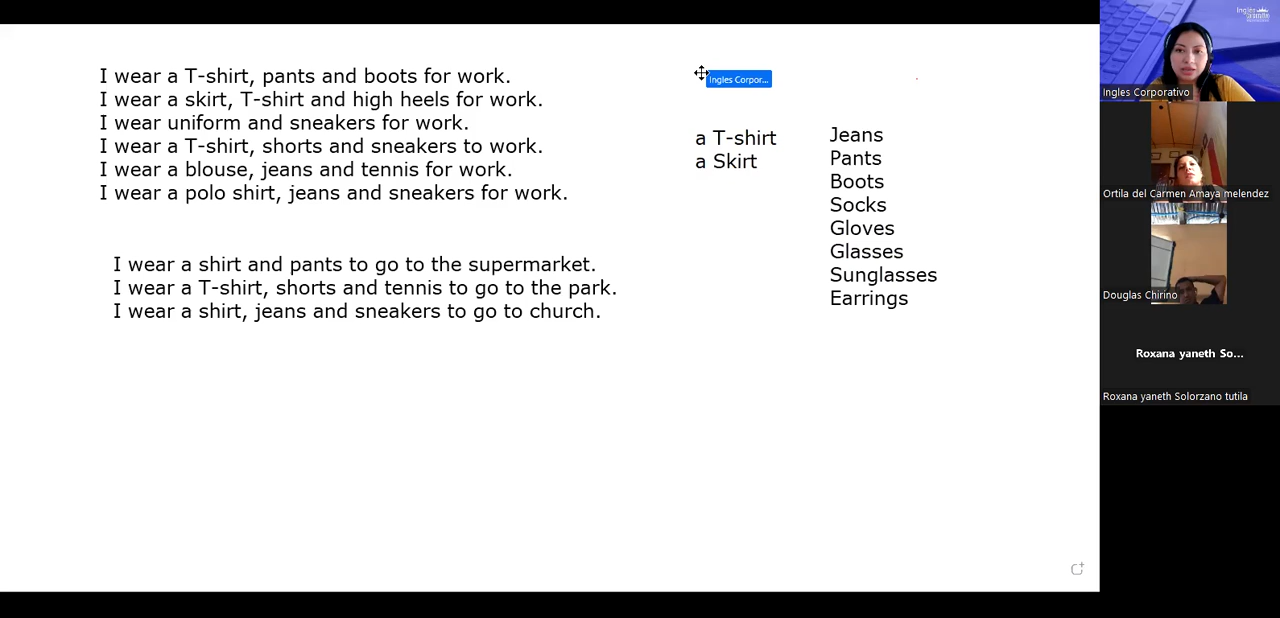 I wear a T-shirt, pants and boots for work.
I wear a skirt, T-shirt and high heels for work.
I wear uniform and sneakers for work.
I wear a T-shirt, shorts and sneakers to work.
I wear a blouse, jeans and tennis for work.
I wear a polo shirt, jeans and sneakers for work.
I wear a shirt and pants to go to the supermarket.
I wear a T-shirt, shorts and tennis to go to the park.
I wear a shirt, jeans and sneakers to go to church.
Ingles Corpor...
a T-shirt
a Skirt
Jeans
Pants
Boots
Socks
Gloves
Glasses
Sunglasses
Earrings
Ingles
Ingles Corporativo
Ortila del Carmen Amaya melendez
Douglas Chirino
Roxana yaneth So...
Roxana yaneth Solorzano tutila